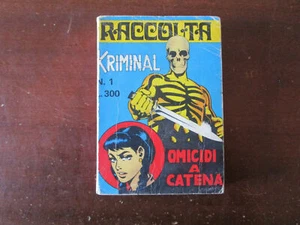 RACCOLTA
KRIMINAL
N. 1
L. 300
OMICIDI
A
CATENA